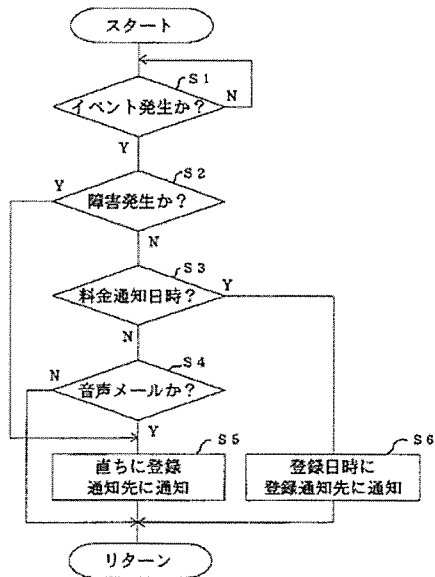 スタート
S1
イベント発生か?
N
Y
S2
Y
障害発生か?
N
S3
料金通知日時?
Y
N
S4
N
音声メールか?
Y
S5
直ちに登録
通知先に通知
S6
登録日時に
登録通知先に通知
リターン